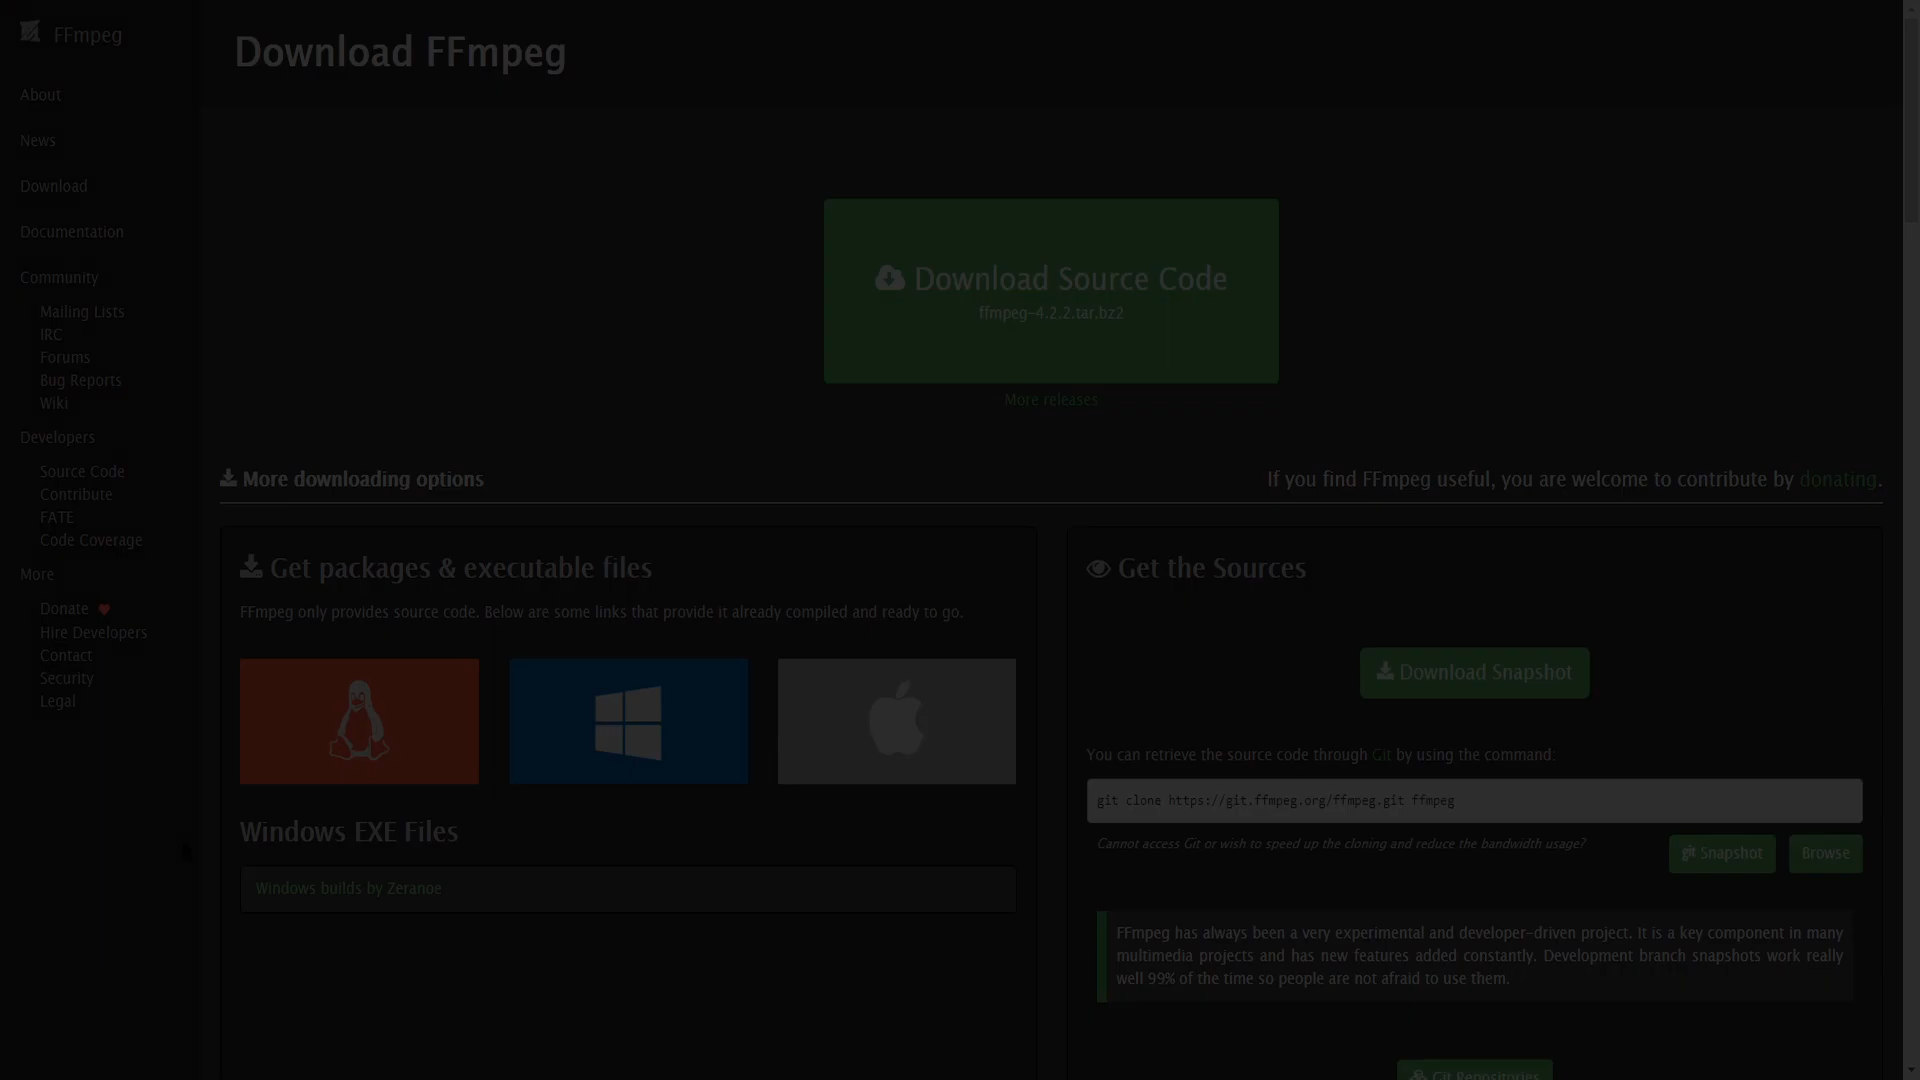 FFmpeg
About
News
Download
Documentation
Community
Mailing Lists
IRC
Forums
Bug Reports
Wiki
Developers
Source Code
Contribute
FATE
Code Coverage
More
Donate
Hire Developers
Contact
Security
Legal
Download FFmpeg
Download Source Code
ffmpeg-4.2.2.tar.bz2
More releases
More downloading options
If you find FFmpeg useful, you are welcome to contribute by donating.
Get packages & executable files
FFmpeg only provides source code. Below are some links that provide it already compiled and ready to go.
Windows EXE Files
Windows builds by Zeranoe
Get the Sources
Download Snapshot
You can retrieve the source code through Git by using the command:
git clone https://git.ffmpeg.org/ffmpeg.git ffmpeg
Cannot access Git or wish to speed up the cloning and reduce the bandwidth usage?
git Snapshot
Browse
FFmpeg has always been a very experimental and developer-driven project. It is a key component in many
multimedia projects and has new features added constantly. Development branch snapshots work really
well 99% of the time so people are not afraid to use them.
Git Repositories